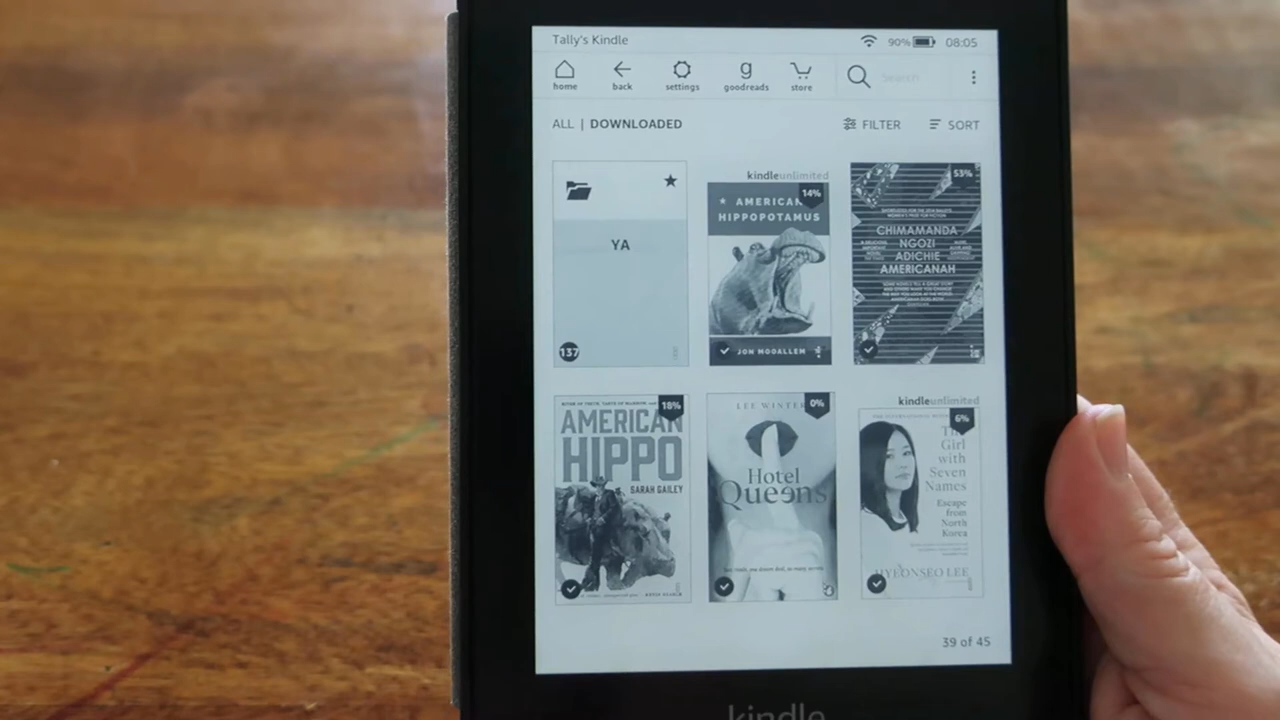 Tally's Kindle
90% 08:05
home back settings goodreads store Search
ALL | DOWNLOADED
FILTER SORT
YA
137
kindleunlimited
14%
AMERICAN
HIPPOPOTAMUS
JON MOOALLEM
53%
CHIMAMANDA
NGOZI
ADICHIE
AMERICANAH
18%
AMERICAN
HIPPO
SARAH GAILEY
0%
LEE WINTER
Hotel
Queens
kindleunlimited
6%
The
Girl
with
Seven
Names
Escape
from
North
Korea
HYEONSEO LEE
39 of 45
kindle